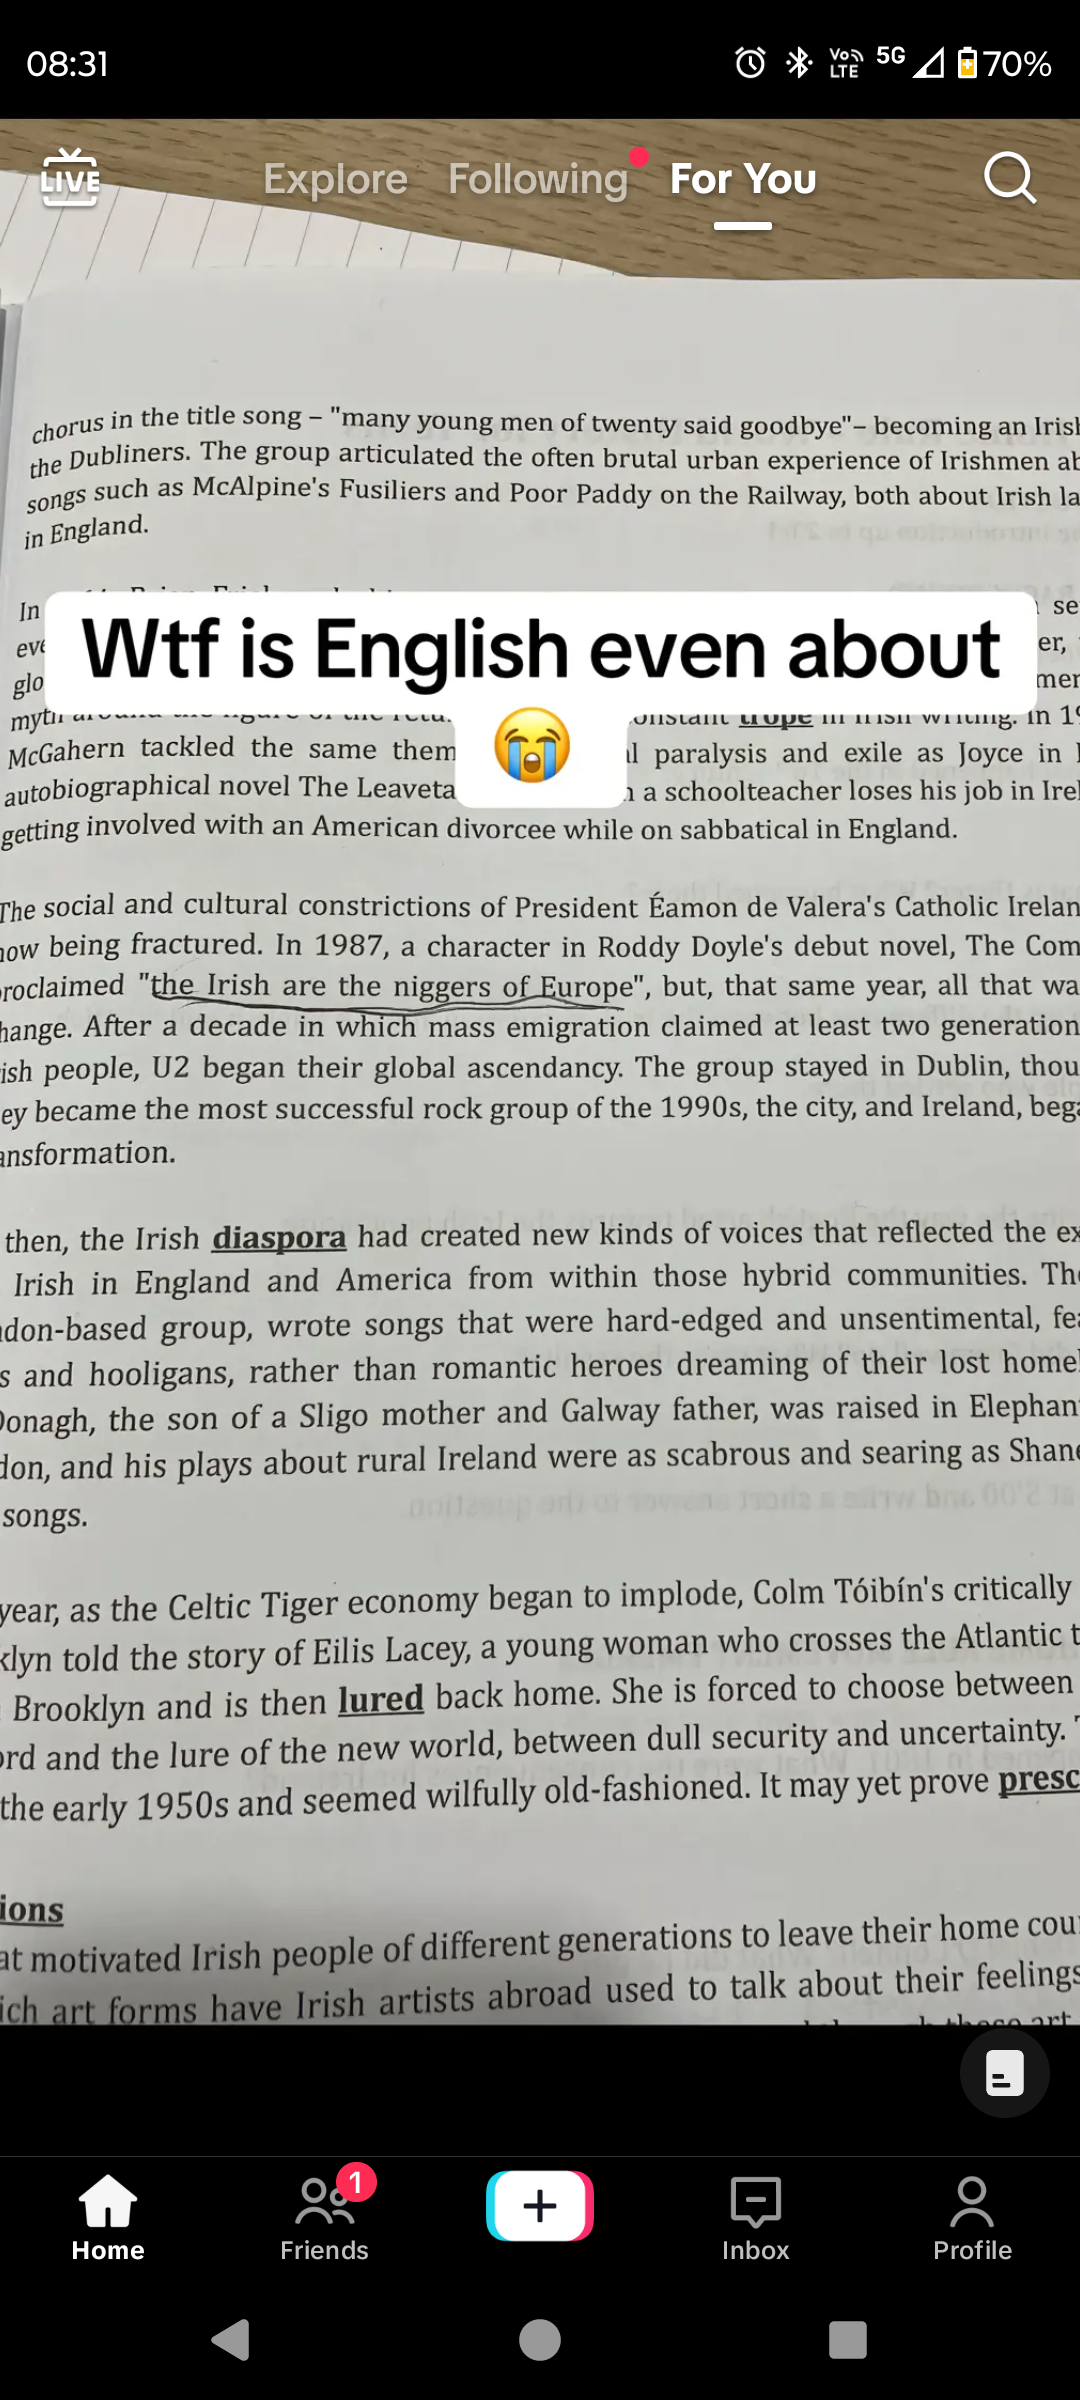 08:31
Vo LTE 5G 70%
LIVE Explore Following For You
chorus in the title song – "many young men of twenty said goodbye"– becoming an Irish
the Dubliners. The group articulated the often brutal urban experience of Irishmen ab
songs such as McAlpine's Fusiliers and Poor Paddy on the Railway, both about Irish la
in England.
In
Wtf is English even about
😭
myth around the figure of the constant trope in Irish writing. In 19
McGahern tackled the same them l paralysis and exile as Joyce in
autobiographical novel The Leaveta a schoolteacher loses his job in Irel
getting involved with an American divorcee while on sabbatical in England.
The social and cultural constrictions of President Éamon de Valera's Catholic Irelan
now being fractured. In 1987, a character in Roddy Doyle's debut novel, The Com
proclaimed "the Irish are the niggers of Europe", but, that same year, all that wa
hange. After a decade in which mass emigration claimed at least two generation
ish people, U2 began their global ascendancy. The group stayed in Dublin, thou
ey became the most successful rock group of the 1990s, the city, and Ireland, bega
ansformation.
then, the Irish diaspora had created new kinds of voices that reflected the ex
Irish in England and America from within those hybrid communities. The
ndon-based group, wrote songs that were hard-edged and unsentimental, fea
s and hooligans, rather than romantic heroes dreaming of their lost homel
Donagh, the son of a Sligo mother and Galway father, was raised in Elephan
don, and his plays about rural Ireland were as scabrous and searing as Shane
songs.
year, as the Celtic Tiger economy began to implode, Colm Tóibín's critically
klyn told the story of Eilis Lacey, a young woman who crosses the Atlantic t
Brooklyn and is then lured back home. She is forced to choose between
ord and the lure of the new world, between dull security and uncertainty. T
the early 1950s and seemed wilfully old-fashioned. It may yet prove presc
ions
at motivated Irish people of different generations to leave their home cou
ich art forms have Irish artists abroad used to talk about their feelings
1
Home Friends Inbox Profile